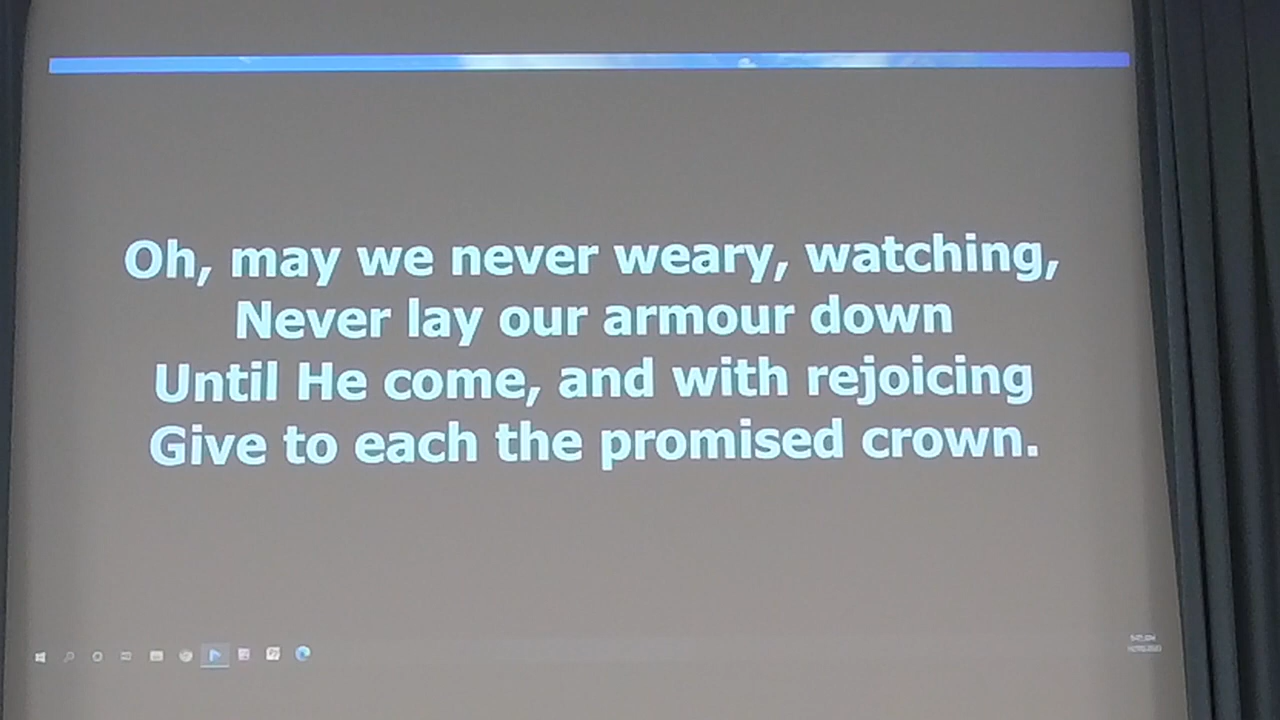 Oh, may we never weary, watching,
Never lay our armour down
Until He come, and with rejoicing
Give to each the promised crown.